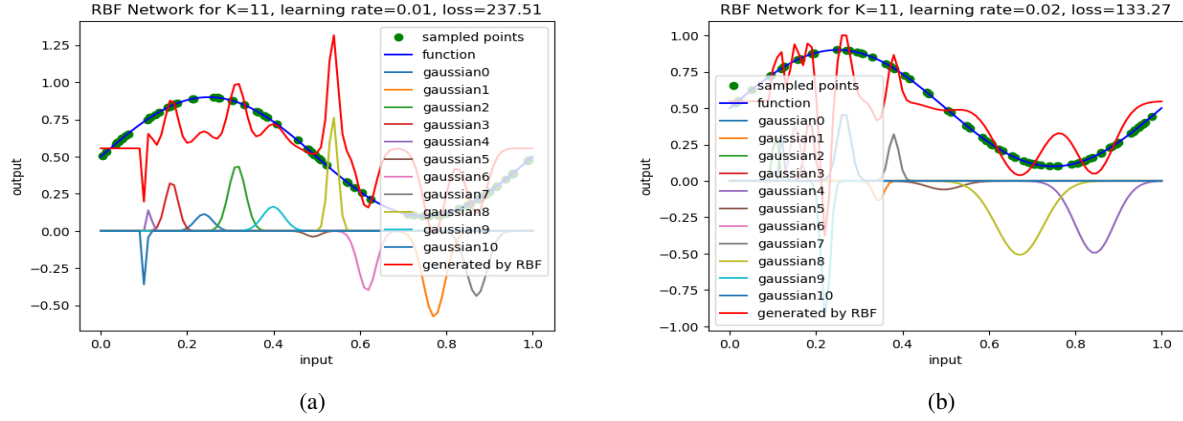 RBF Network for K=11, learning rate=0.01, loss=237.51
1.25
1.00
0.75
0.50
0.25
0.00
−0.25
−0.50
output
0.0
0.2
0.4
0.6
0.8
1.0
input
sampled points
function
gaussian0
gaussian1
gaussian2
gaussian3
gaussian4
gaussian5
gaussian6
gaussian7
gaussian8
gaussian9
gaussian10
generated by RBF
(a)
RBF Network for K=11, learning rate=0.02, loss=133.27
1.00
0.75
0.50
0.25
0.00
−0.25
−0.50
−0.75
−1.00
output
0.0
0.2
0.4
0.6
0.8
1.0
input
sampled points
function
gaussian0
gaussian1
gaussian2
gaussian3
gaussian4
gaussian5
gaussian6
gaussian7
gaussian8
gaussian9
gaussian10
generated by RBF
(b)